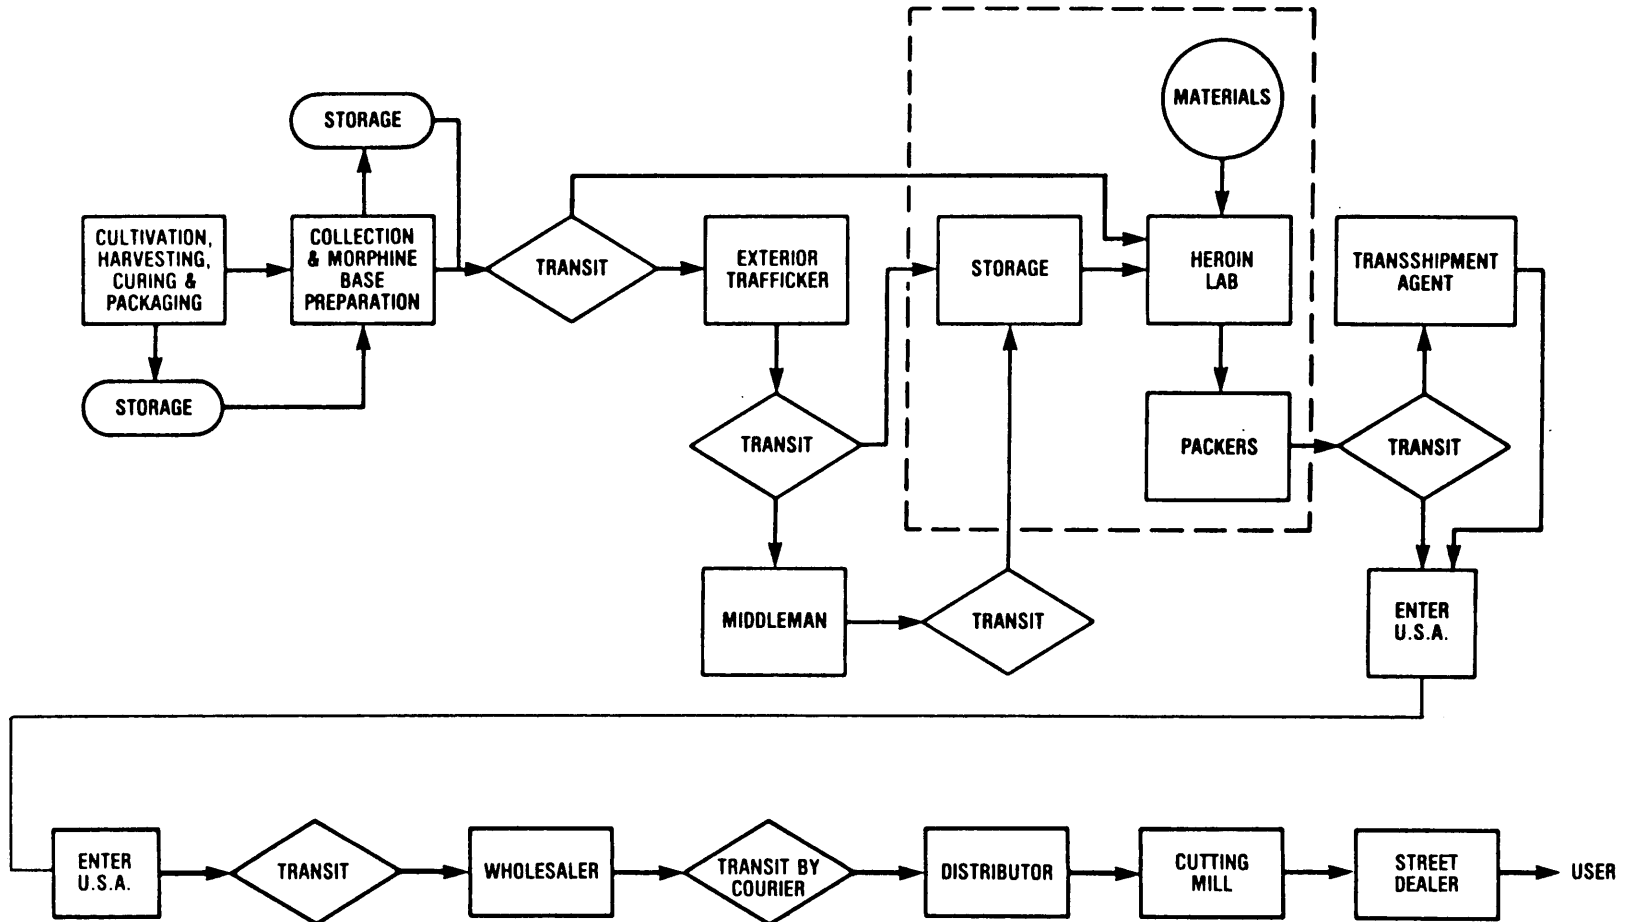 STORAGE
MATERIALS
CULTIVATION,
HARVESTING,
CURING &
PACKAGING
COLLECTION
& MORPHINE
BASE
PREPARATION
TRANSIT
EXTERIOR
TRAFFICKER
STORAGE
HEROIN
LAB
TRANSSHIPMENT
AGENT
STORAGE
TRANSIT
PACKERS
TRANSIT
MIDDLEMAN
TRANSIT
ENTER
U.S.A.
ENTER
U.S.A.
TRANSIT
WHOLESALER
TRANSIT BY
COURIER
DISTRIBUTOR
CUTTING
MILL
STREET
DEALER
USER